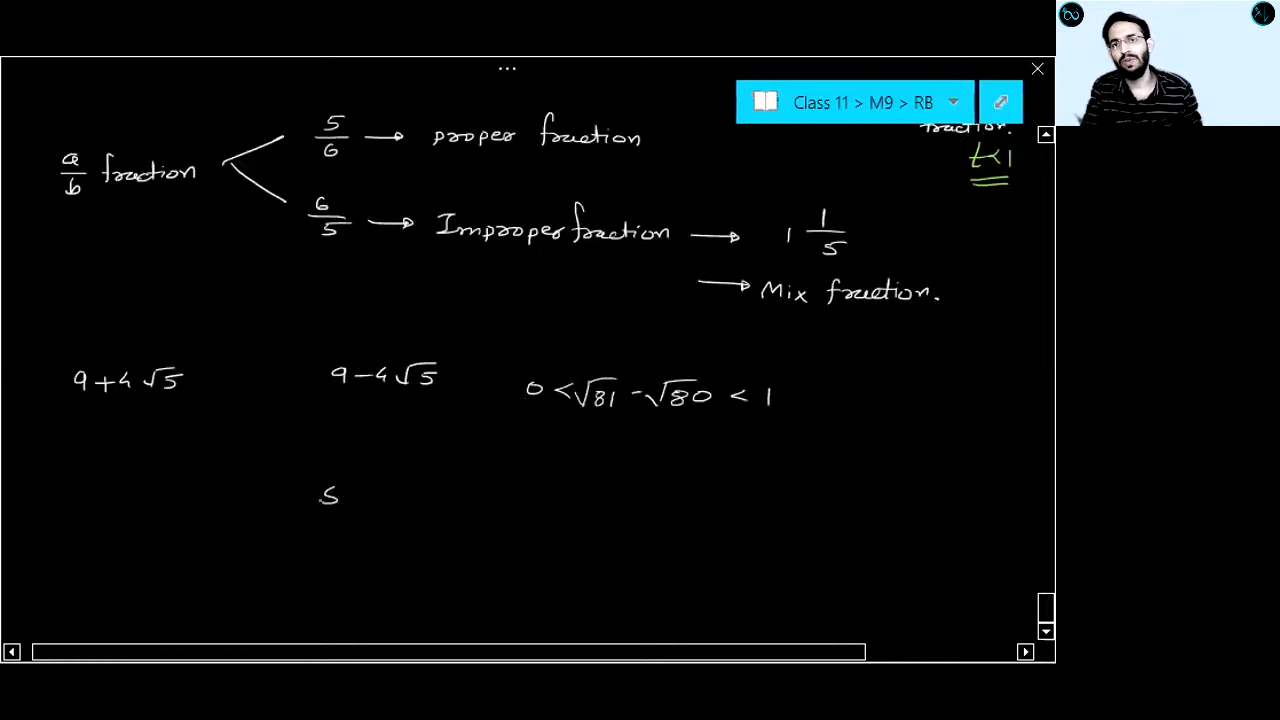 Class 11 > M9 > RB
fraction.
t<1
a/b fraction
5/6 → proper fraction
6/5 → Improper fraction → 1 1/5
→ Mix fraction.
9+4√5 9-4√5 0<√81-√80<1
5